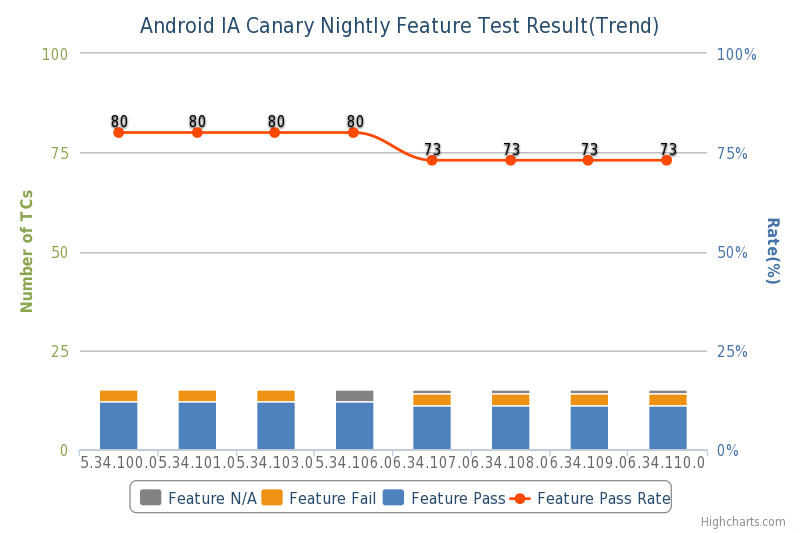 Android IA Canary Nightly Feature Test Result(Trend)
100 100%
80 80 80 80
75 73 73 73 73 75%
50 50%
25 25%
0 0%
Number of TCs
Rate(%)
5.34.100.0 5.34.101.0 5.34.103.0 5.34.106.0 6.34.107.0 6.34.108.0 6.34.109.0 6.34.110.0
Feature N/A Feature Fail Feature Pass Feature Pass Rate
Highcharts.com